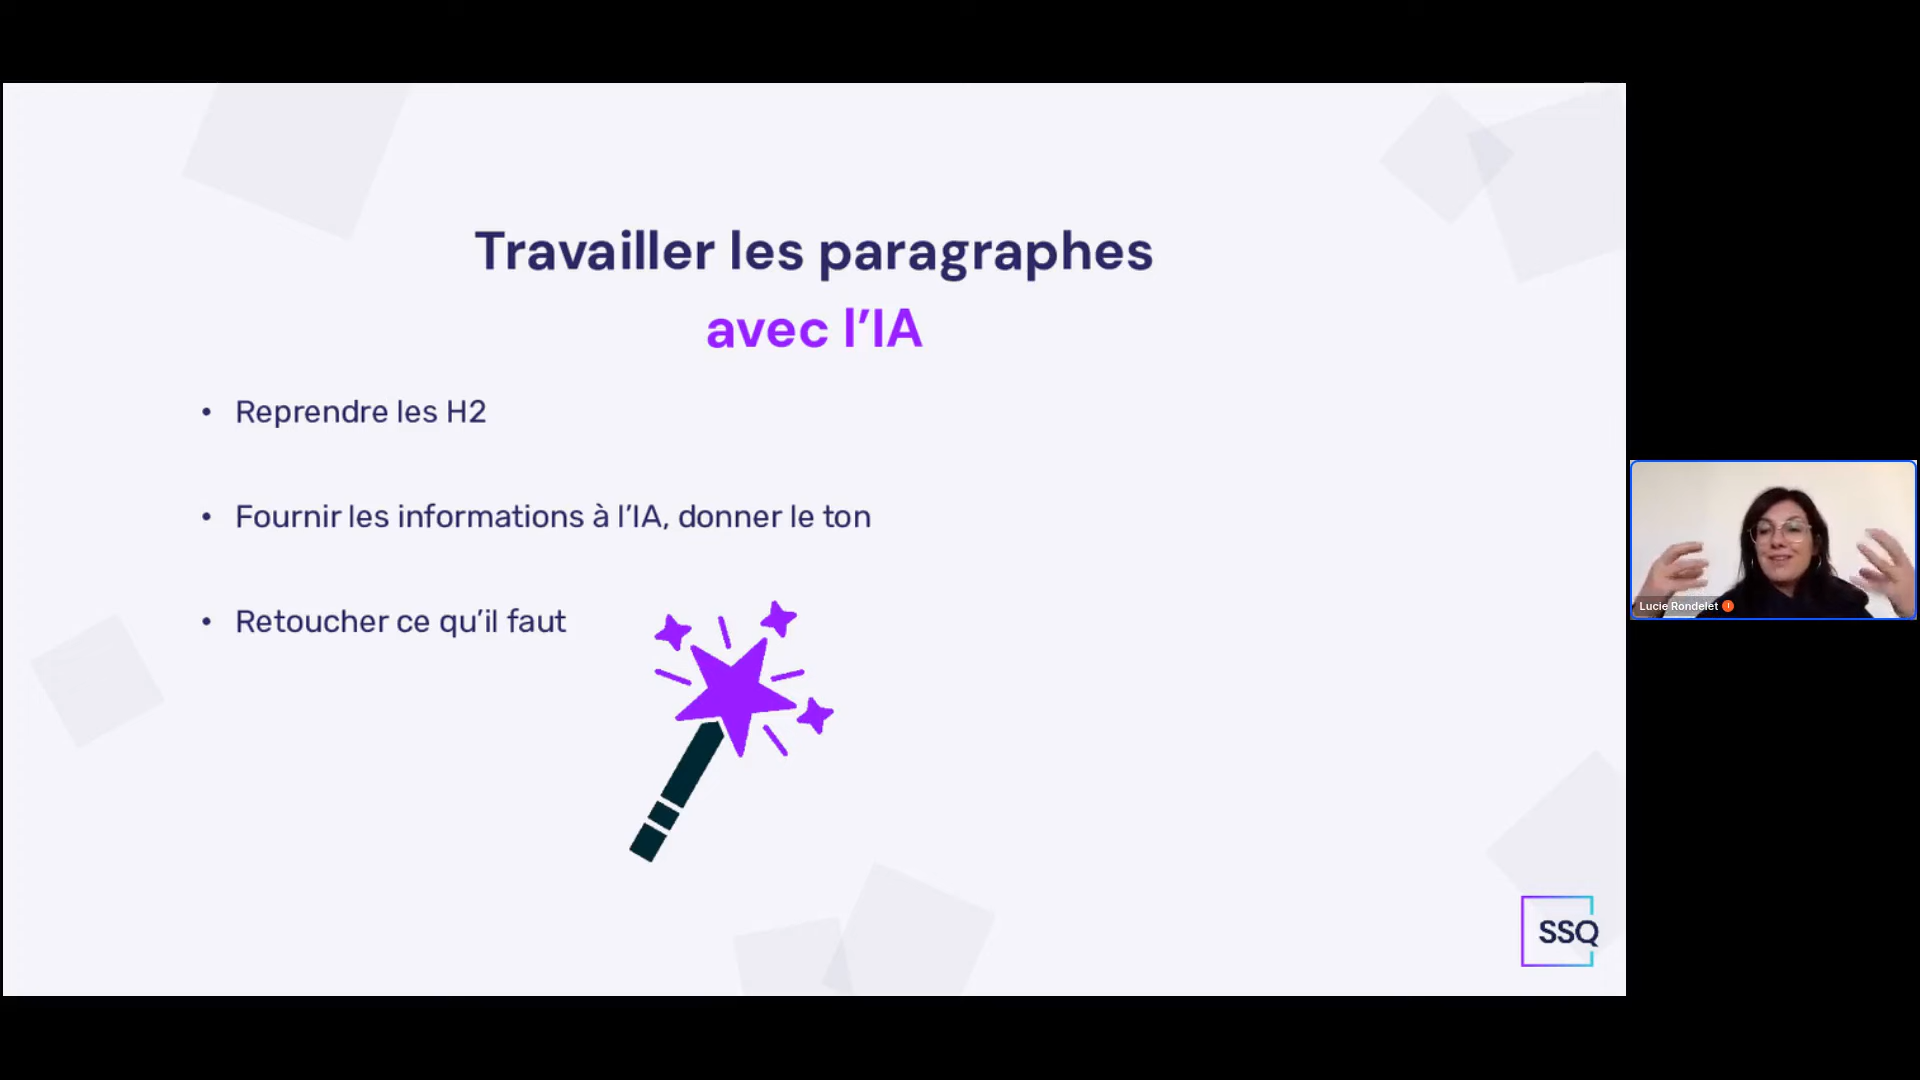 Travailler les paragraphes
avec l’IA
• Reprendre les H2
• Fournir les informations à l’IA, donner le ton
• Retoucher ce qu’il faut
Lucie Rondelet
SSQ